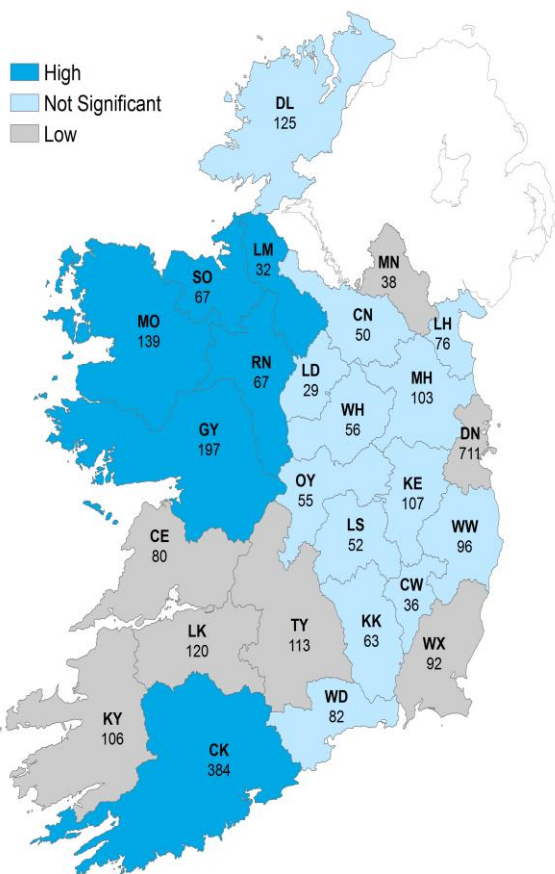 High
Not Significant
Low
DL
125
LM
32
SO
67
MN
38
MO
139
CN
50
LH
76
RN
67
LD
29
MH
103
WH
56
GY
197
DN
711
OY
55
KE
107
LS
52
WW
96
CE
80
CW
36
TY
113
KK
63
LK
120
WX
92
WD
82
KY
106
CK
384